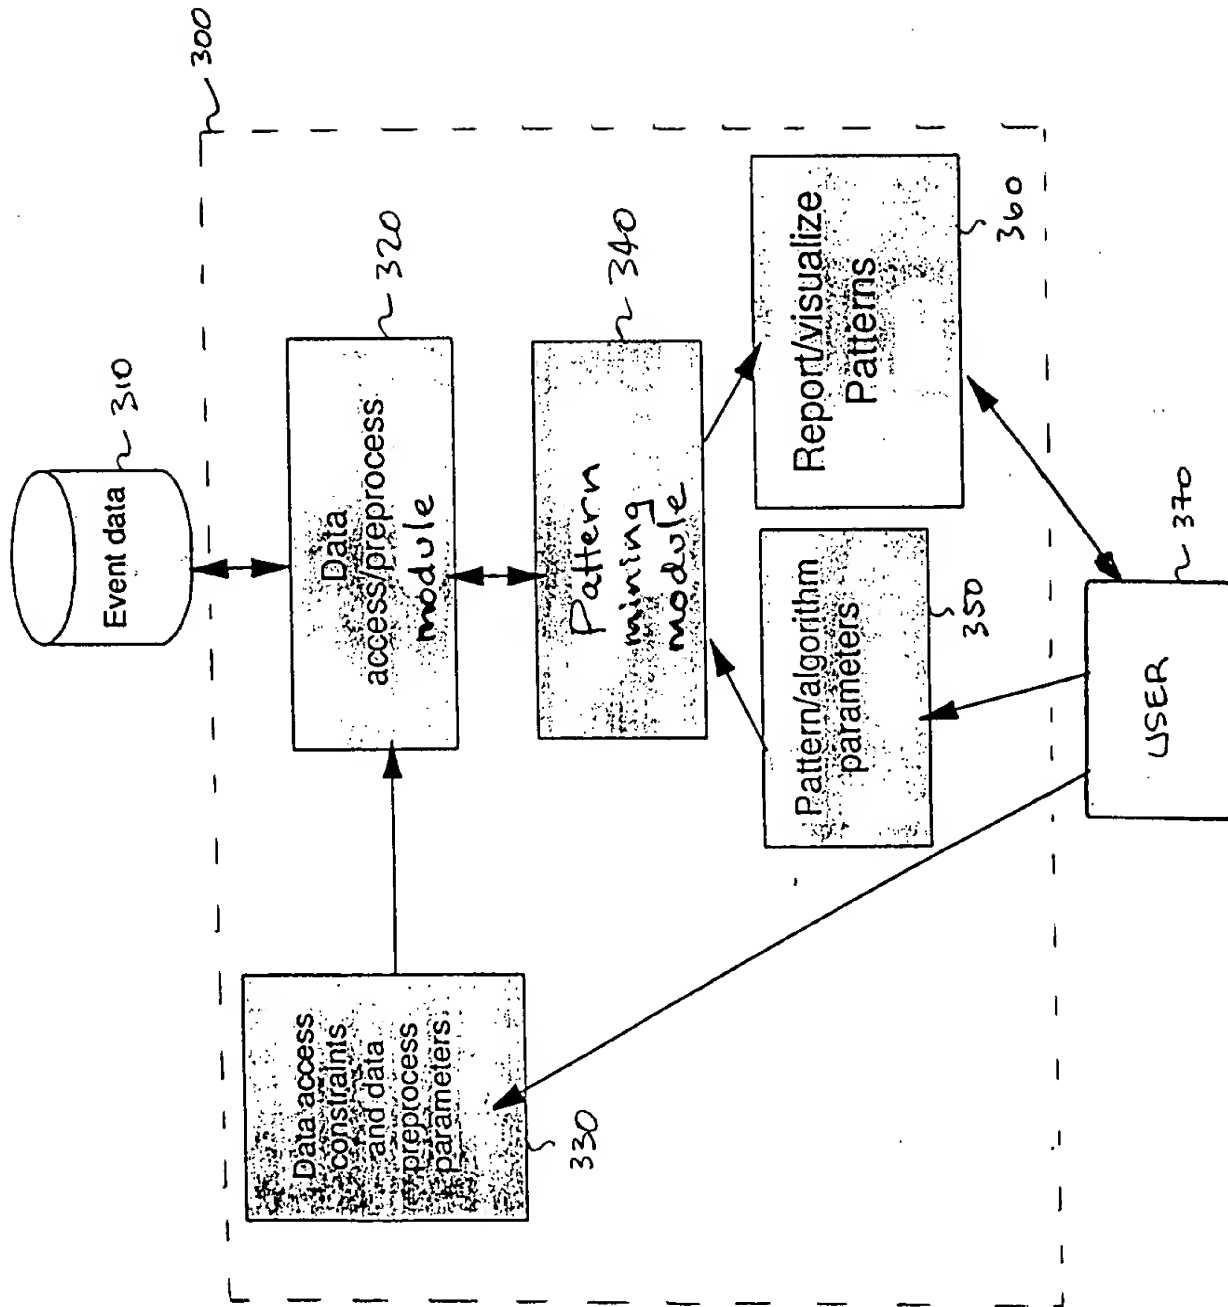 300
Event data
310
Data
access/preprocess
module
320
Data access
constraints
and data
preprocess
parameters
330
Pattern
mining
module
340
Pattern/algorithm
parameters
350
Report/visualize
Patterns
360
USER
370